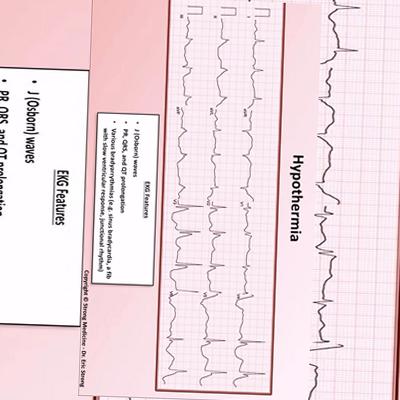 Hypothermia
EKG Features
• J (Osborn) waves
• PR, QRS, and QT prolongation
• Various bradyarrhythmias (e.g. sinus bradycardia, a fib
with slow ventricular response, junctional rhythm)
Copyright © Strong Medicine - Dr. Eric Strong
EKG Features
• J (Osborn) waves
• PR, QRS, and QT prolongation